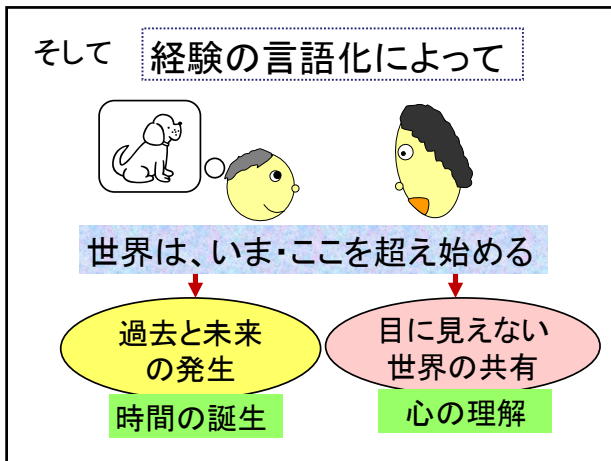 そして
経験の言語化によって
世界は、いま・ここを超え始める
過去と未来
の発生
時間の誕生
目に見えない
世界の共有
心の理解